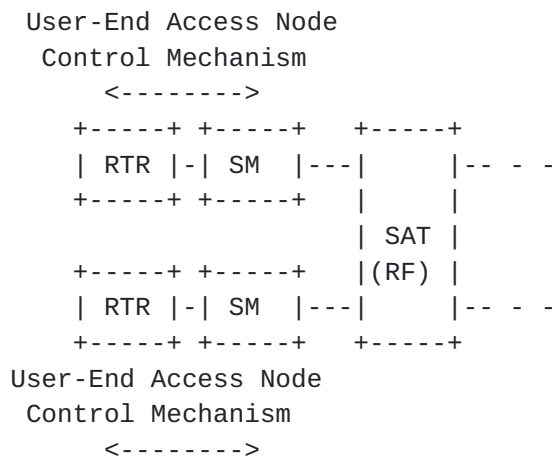 User-End Access Node
Control Mechanism
<-------->
+-----+ +-----+   +-----+
| RTR |-| SM  |---|     |-- - -
+-----+ +-----+   |     |
                  | SAT |
+-----+ +-----+   |(RF) |
| RTR |-| SM  |---|     |-- - -
+-----+ +-----+   +-----+
User-End Access Node
Control Mechanism
<-------->